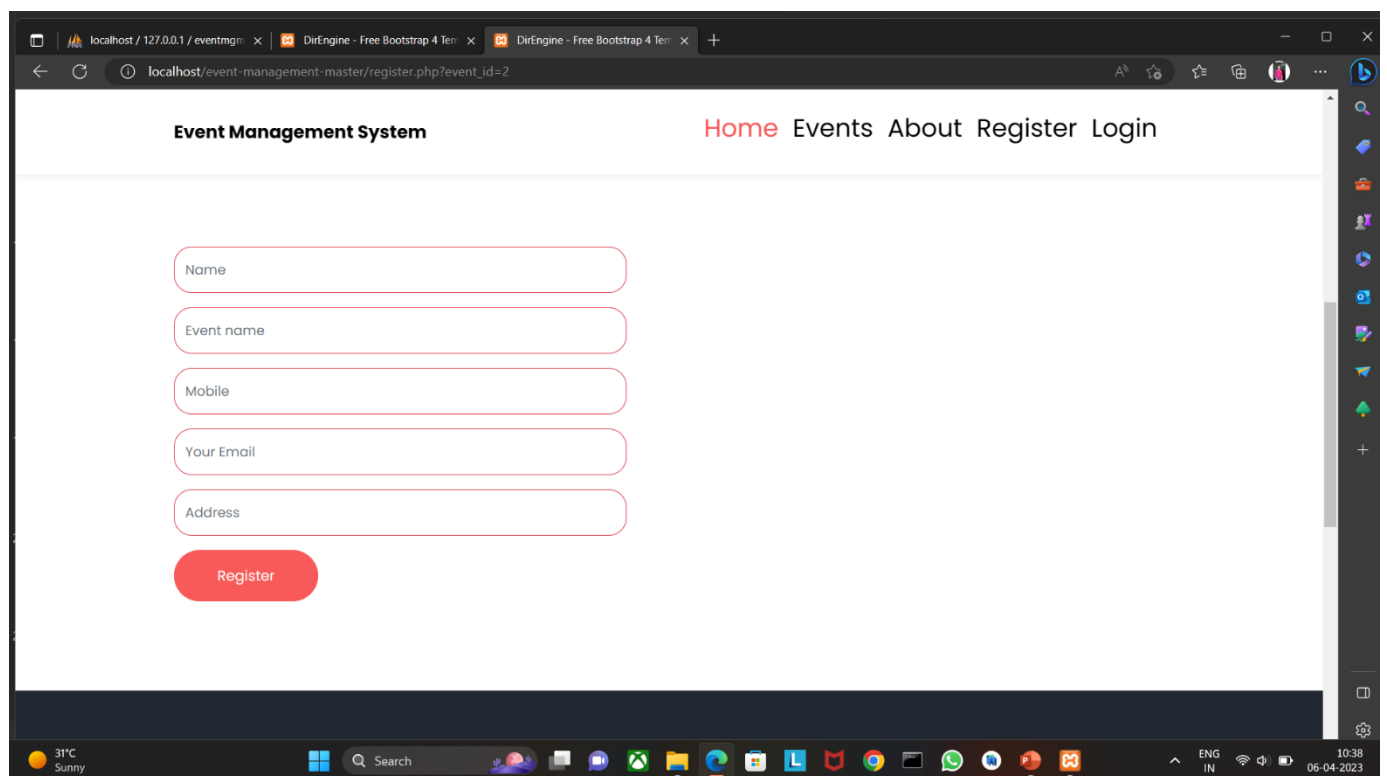 localhost / 127.0.0.1 / eventmgm
DirEngine - Free Bootstrap 4 Tem
DirEngine - Free Bootstrap 4 Tem
localhost/event-management-master/register.php?event_id=2
Event Management System
Home Events About Register Login
Name
Event name
Mobile
Your Email
Address
Register
31°C
Sunny
Search
ENG
IN
10:38
06-04-2023